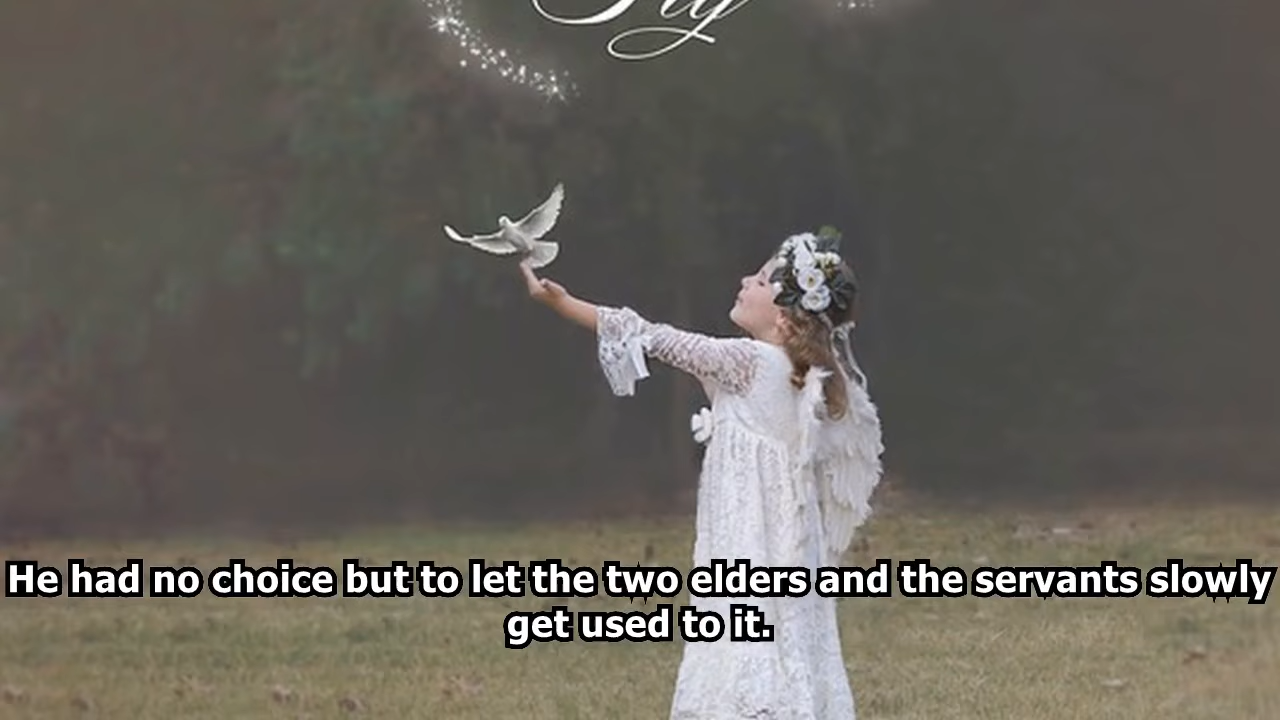 He had no choice but to let the two elders and the servants slowly
get used to it.